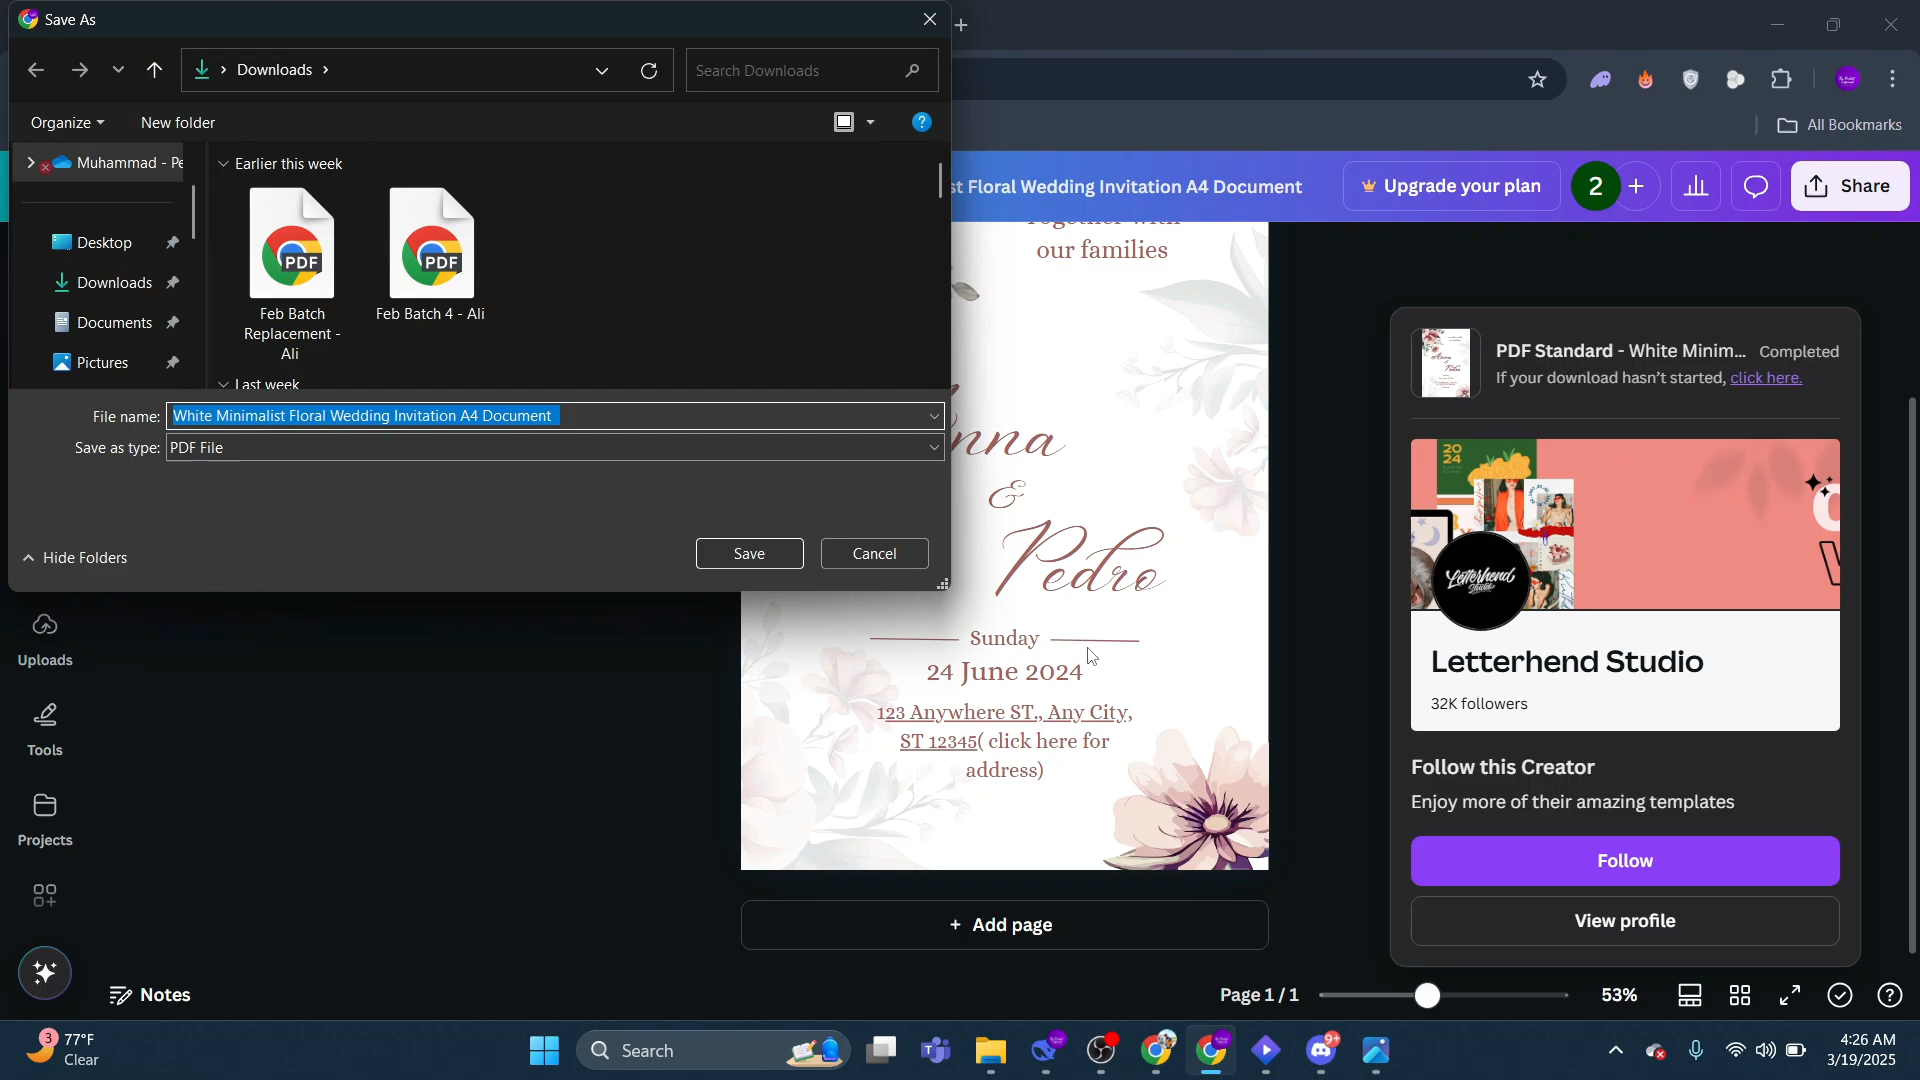 Save As
Downloads
Search Downloads
Organize
New folder
All Bookmarks
Muhammad - Pe
Earlier this week
Desktop
Downloads
Documents
Pictures
PDF
Feb Batch
Replacement -
Ali
PDF
Feb Batch 4 - Ali
Last week
File name: White Minimalist Floral Wedding Invitation A4 Document
Save as type: PDF File
Hide Folders
Save
Cancel
st Floral Wedding Invitation A4 Document
Upgrade your plan
2
Share
our families
nna
&
Pedro
Sunday
24 June 2024
123 Anywhere ST., Any City,
ST 12345( click here for
address)
PDF Standard - White Minim... Completed
If your download hasn't started, click here.
2024
Letterhend
Studio
Letterhend Studio
32K followers
Follow this Creator
Enjoy more of their amazing templates
Follow
View profile
Uploads
Tools
Projects
Add page
Notes
Page 1 / 1
53%
3
77°F
Clear
Search
9+
4:26 AM
3/19/2025